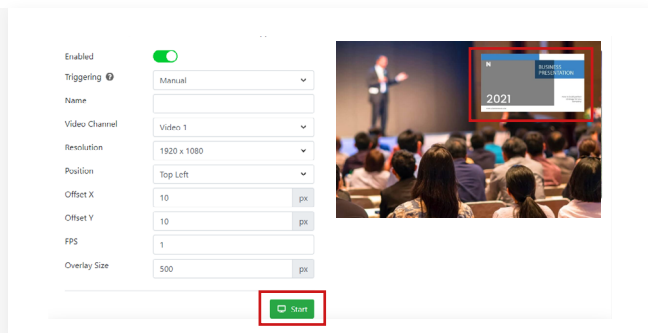 Enabled
Triggering ?
Manual
Name
Video Channel
Video 1
Resolution
1920 x 1080
Position
Top Left
Offset X
10
px
Offset Y
10
px
FPS
1
Overlay Size
500
px
Start
N
BUSINESS
PRESENTATION
2021